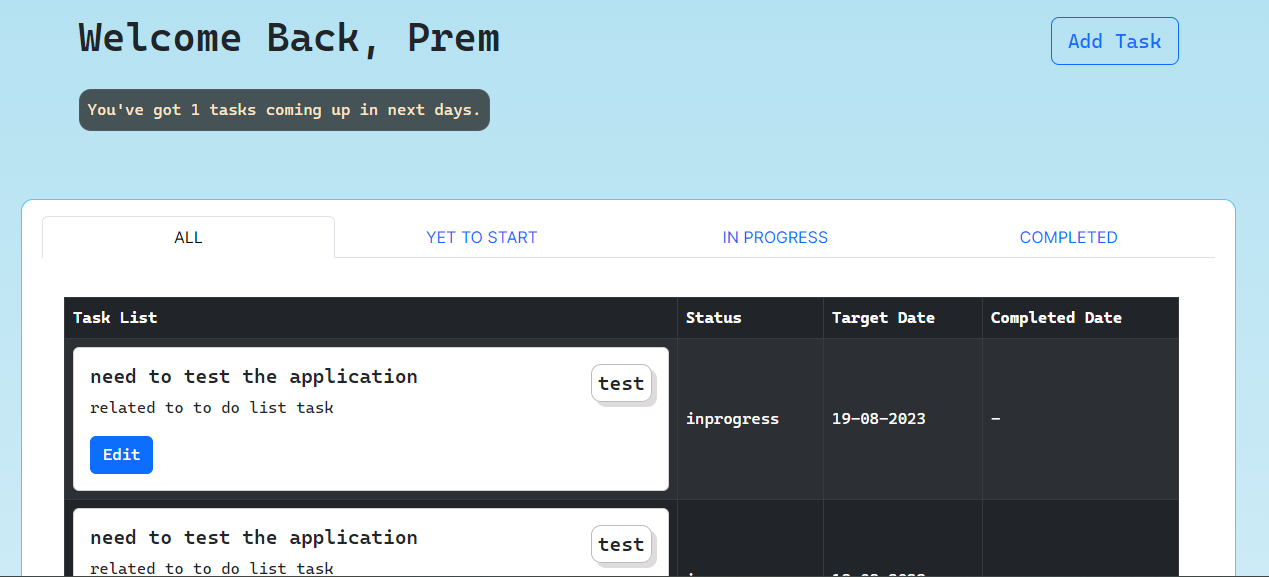 Welcome Back, Prem
Add Task
You've got 1 tasks coming up in next days.
ALL
YET TO START
IN PROGRESS
COMPLETED
Task List
Status
Target Date
Completed Date
need to test the application
test
related to to do list task
inprogress
19-08-2023
-
Edit
need to test the application
test
related to to do list task